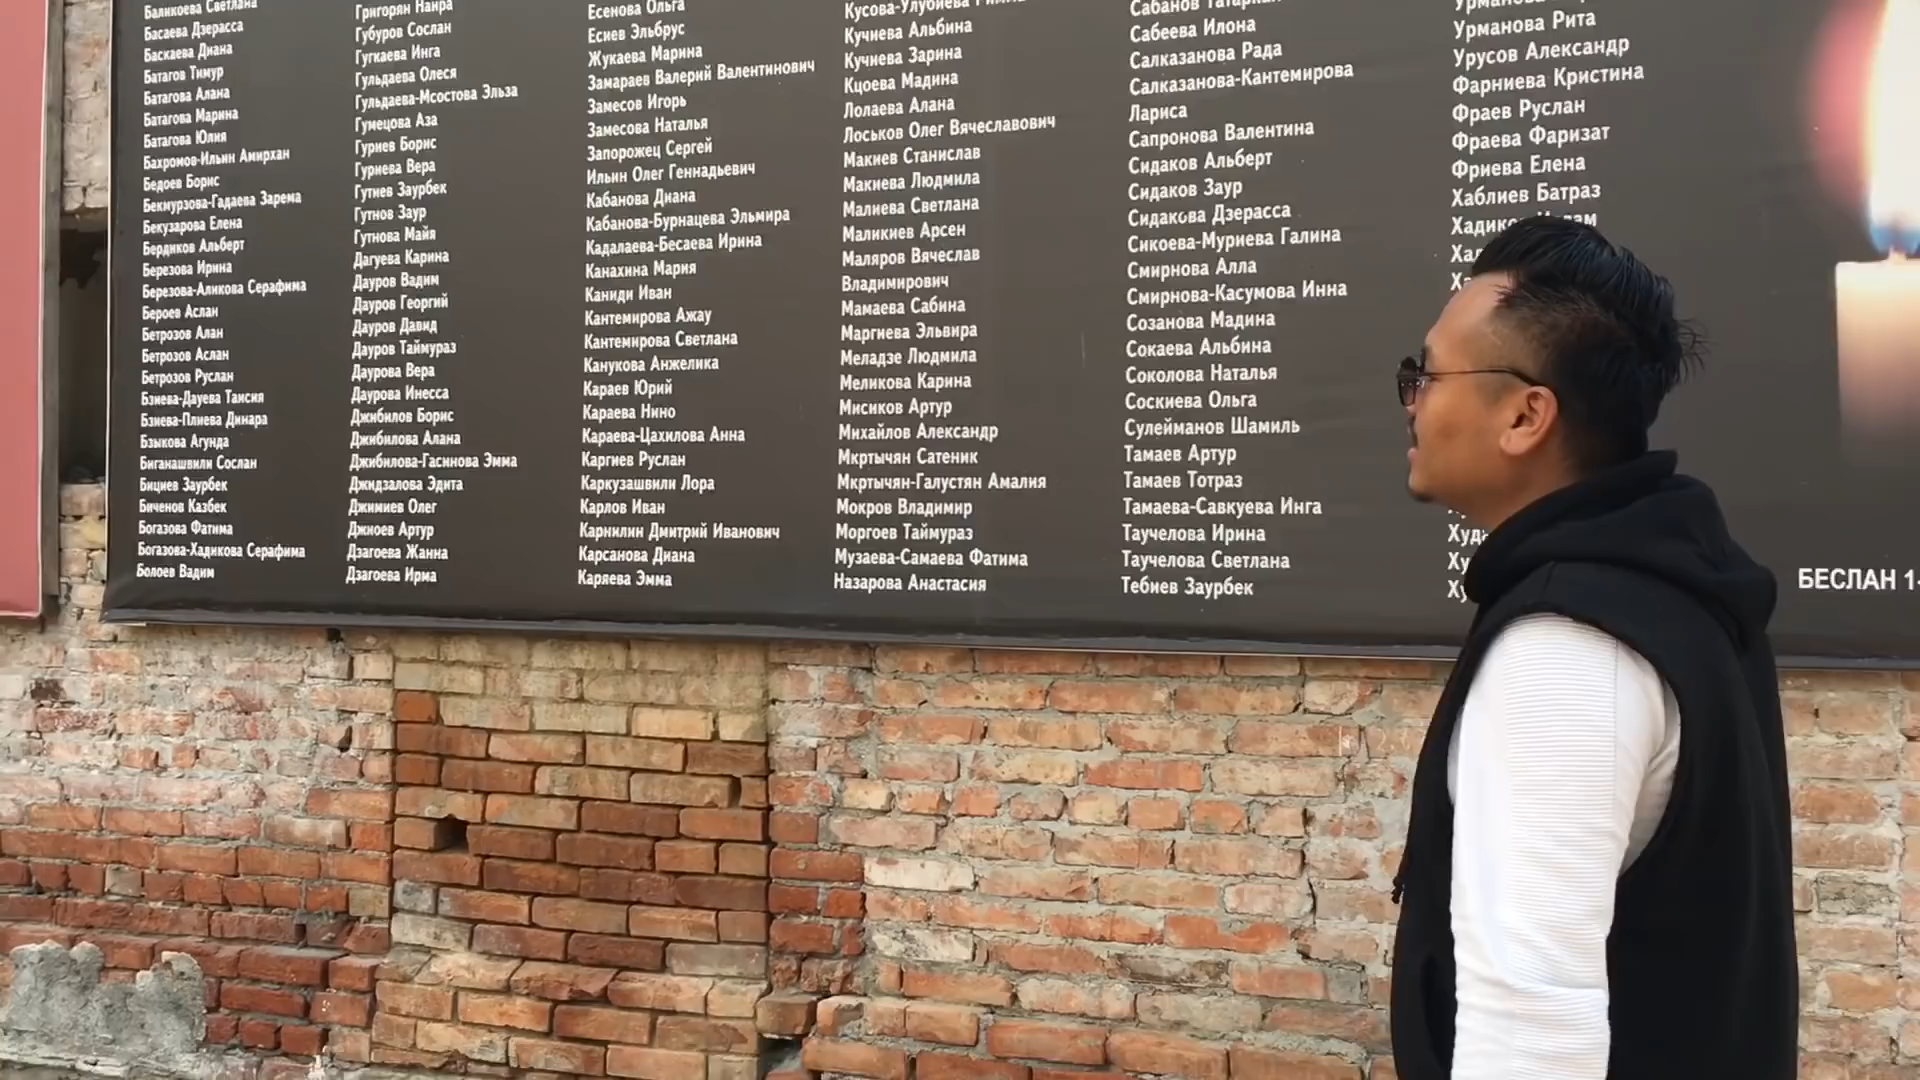 Баликоева Светлана
Басаева Дзерасса
Баскаева Диана
Батагов Тимур
Батагова Алана
Батагова Марина
Батагова Юлия
Бахромов-Ильин Амирхан
Бедоев Борис
Бекмурзова-Гадаева Зарема
Бекузарова Елена
Бердиков Альберт
Березова Ирина
Березова-Аликова Серафима
Бероев Аслан
Бетрозов Алан
Бетрозов Аслан
Бетрозов Руслан
Бзиева-Дауева Таисия
Бзиева-Плиева Динара
Бзыкова Агунда
Биганашвили Сослан
Бициев Заурбек
Биченов Казбек
Богазова Фатима
Богазова-Хадикова Серафима
Болоев Вадим
Григорян Наира
Губуров Сослан
Гугкаева Инга
Гульдаева Олеся
Гульдаева-Мсостова Эльза
Гумецова Аза
Гуриев Борис
Гуриева Вера
Гутиев Заурбек
Гутнов Заур
Гутнова Майя
Дагуева Карина
Дауров Вадим
Дауров Георгий
Дауров Давид
Дауров Таймураз
Даурова Вера
Даурова Инесса
Джибилов Борис
Джибилова Алана
Джибилова-Гасинова Эмма
Джидзалова Эдита
Джимиев Олег
Джиоев Артур
Дзагоева Жанна
Дзагоева Ирма
Есенова Ольга
Есиев Эльбрус
Жукаева Марина
Замараев Валерий Валентинович
Замесов Игорь
Замесова Наталья
Запорожец Сергей
Ильин Олег Геннадьевич
Кабанова Диана
Кабанова-Бурнацева Эльмира
Кадалаева-Бесаева Ирина
Канахина Мария
Каниди Иван
Кантемирова Ажау
Кантемирова Светлана
Канукова Анжелика
Караев Юрий
Караева Нино
Караева-Цахилова Анна
Каргиев Руслан
Каркузашвили Лора
Карлов Иван
Карнилин Дмитрий Иванович
Карсанова Диана
Каряева Эмма
Кусова-Улубиева
Кучиева Альбина
Кучиева Зарина
Кцоева Мадина
Лолаева Алана
Лоськов Олег Вячеславович
Макиев Станислав
Макиева Людмила
Малиева Светлана
Маликиев Арсен
Маляров Вячеслав
Владимирович
Мамаева Сабина
Маргиева Эльвира
Меладзе Людмила
Меликова Карина
Мисиков Артур
Михайлов Александр
Мкртычян Сатеник
Мкртычян-Галустян Амалия
Мокров Владимир
Моргоев Таймураз
Музаева-Самаева Фатима
Назарова Анастасия
Сабанов
Сабеева Илона
Салказанова Рада
Салказанова-Кантемирова
Лариса
Сапронова Валентина
Сидаков Альберт
Сидаков Заур
Сидакова Дзерасса
Сикоева-Муриева Галина
Смирнова Алла
Смирнова-Касумова Инна
Созанова Мадина
Сокаева Альбина
Соколова Наталья
Соскиева Ольга
Сулейманов Шамиль
Тамаев Артур
Тамаев Тотраз
Тамаева-Савкуева Инга
Таучелова Ирина
Таучелова Светлана
Тебиев Заурбек
Урманова Рита
Урусов Александр
Фарниева Кристина
Фраев Руслан
Фраева Фаризат
Фриева Елена
Хаблиев Батраз
БЕСЛАН 1-